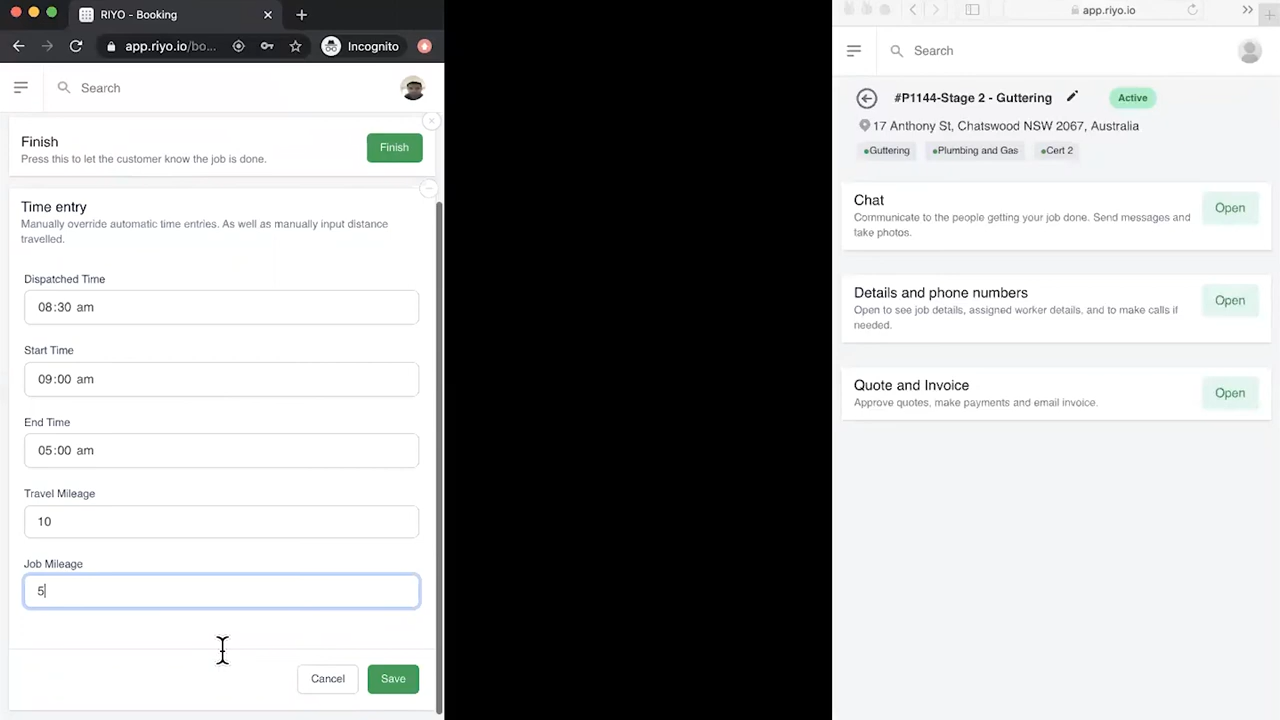 RIYO - Booking
app.riyo.io/bo...
Incognito
Search
Finish
Press this to let the customer know the job is done.
Finish
Time entry
Manually override automatic time entries. As well as manually input distance
travelled.
Dispatched Time
08:30 am
Start Time
09:00 am
End Time
05:00 am
Travel Mileage
10
Job Mileage
5
Cancel
Save
app.riyo.io
Search
#P1144-Stage 2 - Guttering
Active
17 Anthony St, Chatswood NSW 2067, Australia
Guttering
Plumbing and Gas
Cert 2
Chat
Communicate to the people getting your job done. Send messages and
take photos.
Open
Details and phone numbers
Open to see job details, assigned worker details, and to make calls if
needed.
Open
Quote and Invoice
Approve quotes, make payments and email invoice.
Open